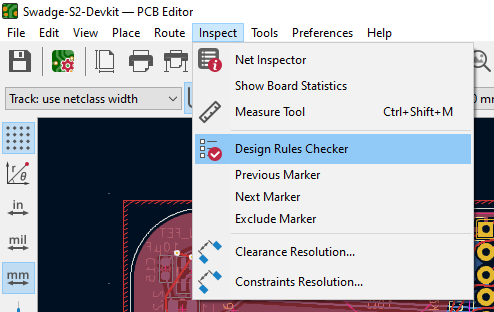 Swadge-S2-Devkit — PCB Editor
File Edit View Place Route Inspect Tools Preferences Help
Track: use netclass width
Net Inspector
Show Board Statistics
Measure Tool Ctrl+Shift+M
Design Rules Checker
Previous Marker
Next Marker
Exclude Marker
Clearance Resolution...
Constraints Resolution...
0 mm
r/θ
in
mil
mm